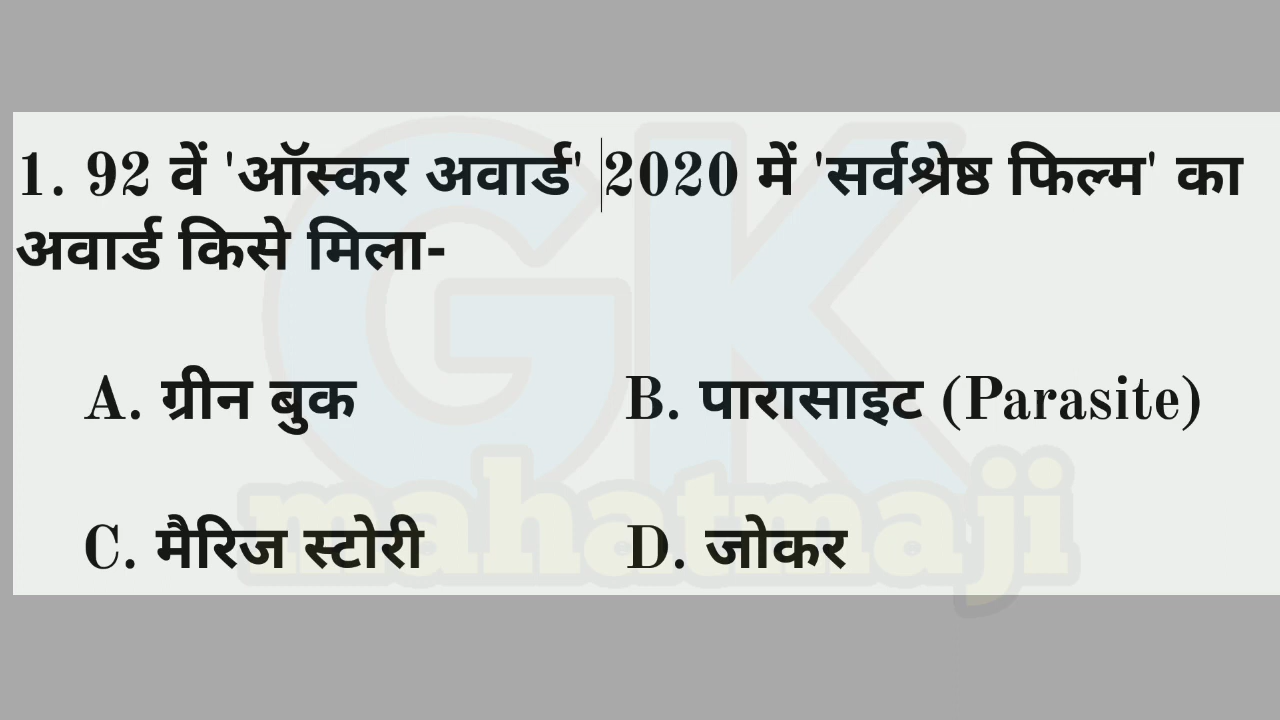 1. 92 वें 'ऑस्कर अवार्ड' 2020 में 'सर्वश्रेष्ठ फिल्म' का
अवार्ड किसे मिला-
A. ग्रीन बुक B. पारासाइट (Parasite)
C. मैरिज स्टोरी D. जोकर
GK
mahatmaji